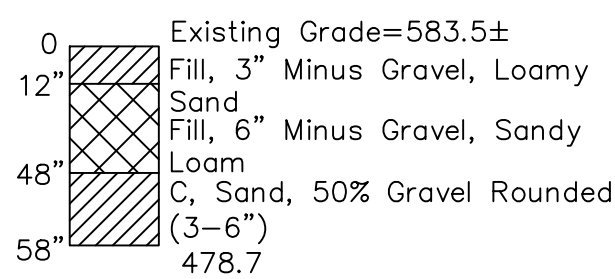 Existing Grade=583.5±
0
Fill, 3" Minus Gravel, Loamy
12"
Sand
Fill, 6" Minus Gravel, Sandy
Loam
48"
C, Sand, 50% Gravel Rounded
(3-6")
58"
478.7